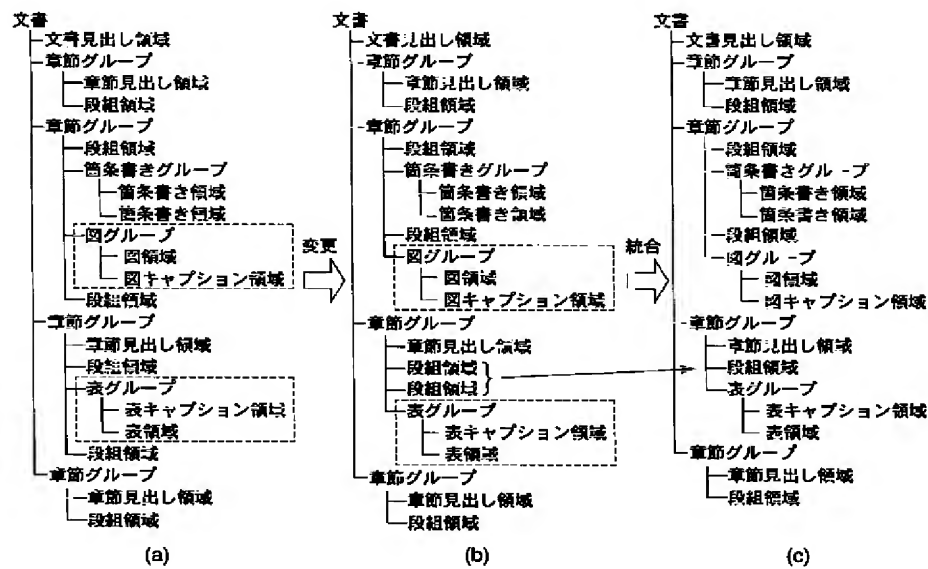 文書
文書見出し領域
章節グループ
章節見出し領域
段組領域
章節グループ
段組領域
箇条書きグループ
箇条書き領域
箇条書き領域
図グループ
図領域
図キャプション領域
段組領域
章節グループ
章節見出し領域
段組領域
表グループ
表キャプション領域
表領域
段組領域
章節グループ
章節見出し領域
段組領域
(a)
変更
文書
文書見出し領域
章節グループ
章節見出し領域
段組領域
章節グループ
段組領域
箇条書きグループ
箇条書き領域
箇条書き領域
段組領域
図グループ
図領域
図キャプション領域
章節グループ
章節見出し領域
段組領域
段組領域
表グループ
表キャプション領域
表領域
章節グループ
章節見出し領域
段組領域
(b)
統合
文書
文書見出し領域
章節グループ
章節見出し領域
段組領域
章節グループ
段組領域
箇条書きグループ
箇条書き領域
箇条書き領域
段組領域
図グループ
図領域
図キャプション領域
章節グループ
章節見出し領域
段組領域
表グループ
表キャプション領域
表領域
章節グループ
章節見出し領域
段組領域
(c)